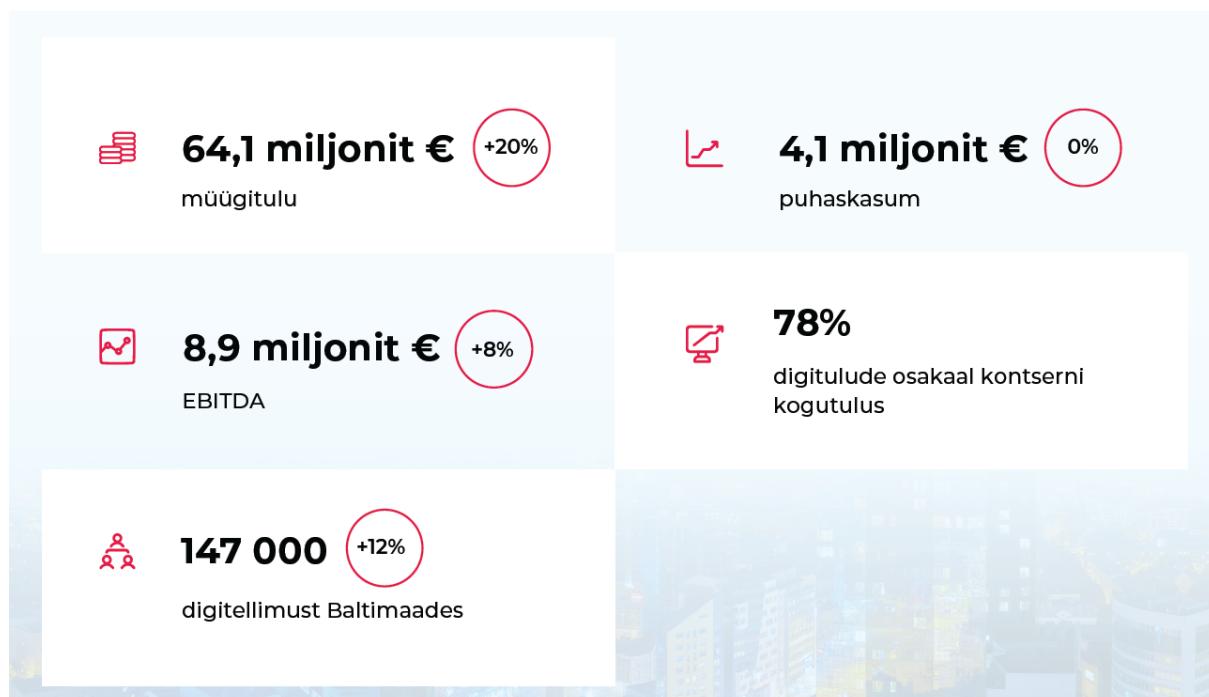 64,1 miljonit € +20%
müügitulu
4,1 miljonit € 0%
puhaskasum
8,9 miljonit € +8%
EBITDA
78%
digitulude osakaal kontserni
kogutulus
147 000 +12%
digitellimust Baltimaades